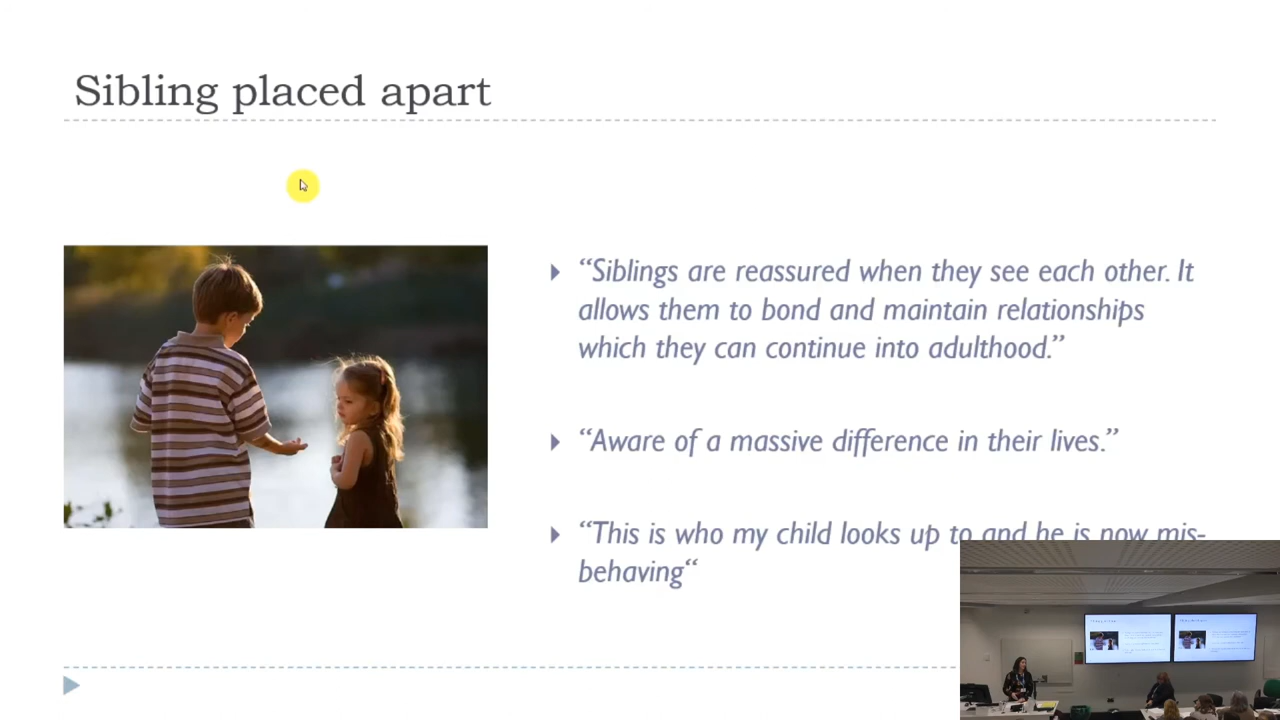 Sibling placed apart
“Siblings are reassured when they see each other. It
allows them to bond and maintain relationships
which they can continue into adulthood.”
“Aware of a massive difference in their lives.”
“This is who my child looks up to and he is now mis-
behaving“